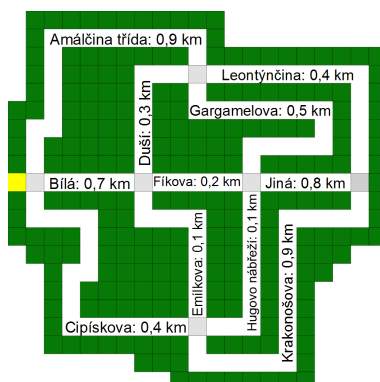 Amálčina třída: 0,9 km
Leontýnčina: 0,4 km
Gargamelova: 0,5 km
Duší: 0,3 km
Bílá: 0,7 km
Fíkova: 0,2 km
Jiná: 0,8 km
Emilkova: 0,1 km
Hugovo nábřeží: 0,1 km
Krakonošova: 0,9 km
Cipískova: 0,4 km